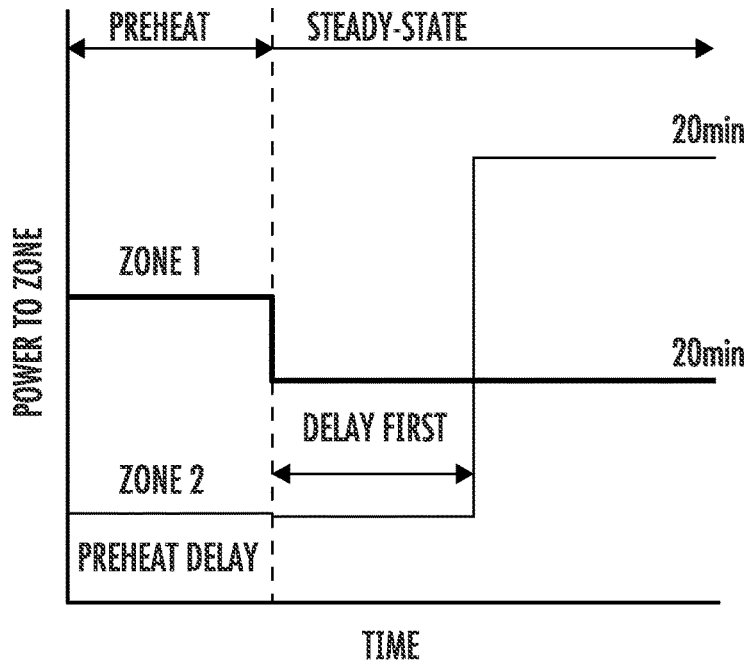 PREHEAT
STEADY-STATE
20min
ZONE 1
POWER TO ZONE
20min
DELAY FIRST
ZONE 2
PREHEAT DELAY
TIME